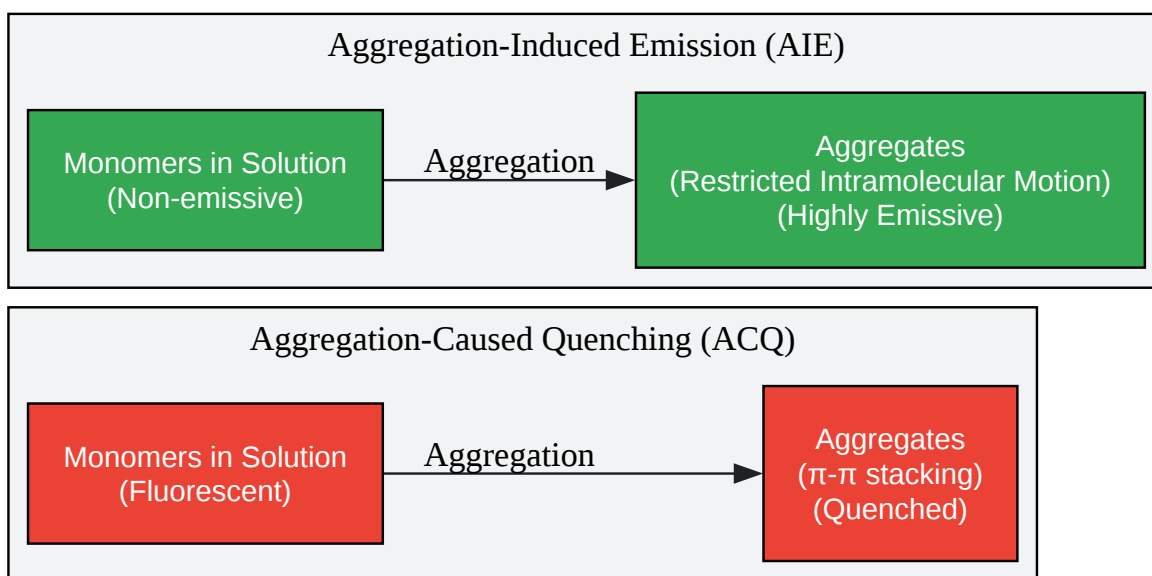 Aggregation-Induced Emission (AIE)
Monomers in Solution
(Non-emissive)
Aggregation
Aggregates
(Restricted Intramolecular Motion)
(Highly Emissive)
Aggregation-Caused Quenching (ACQ)
Monomers in Solution
(Fluorescent)
Aggregation
Aggregates
(π-π stacking)
(Quenched)